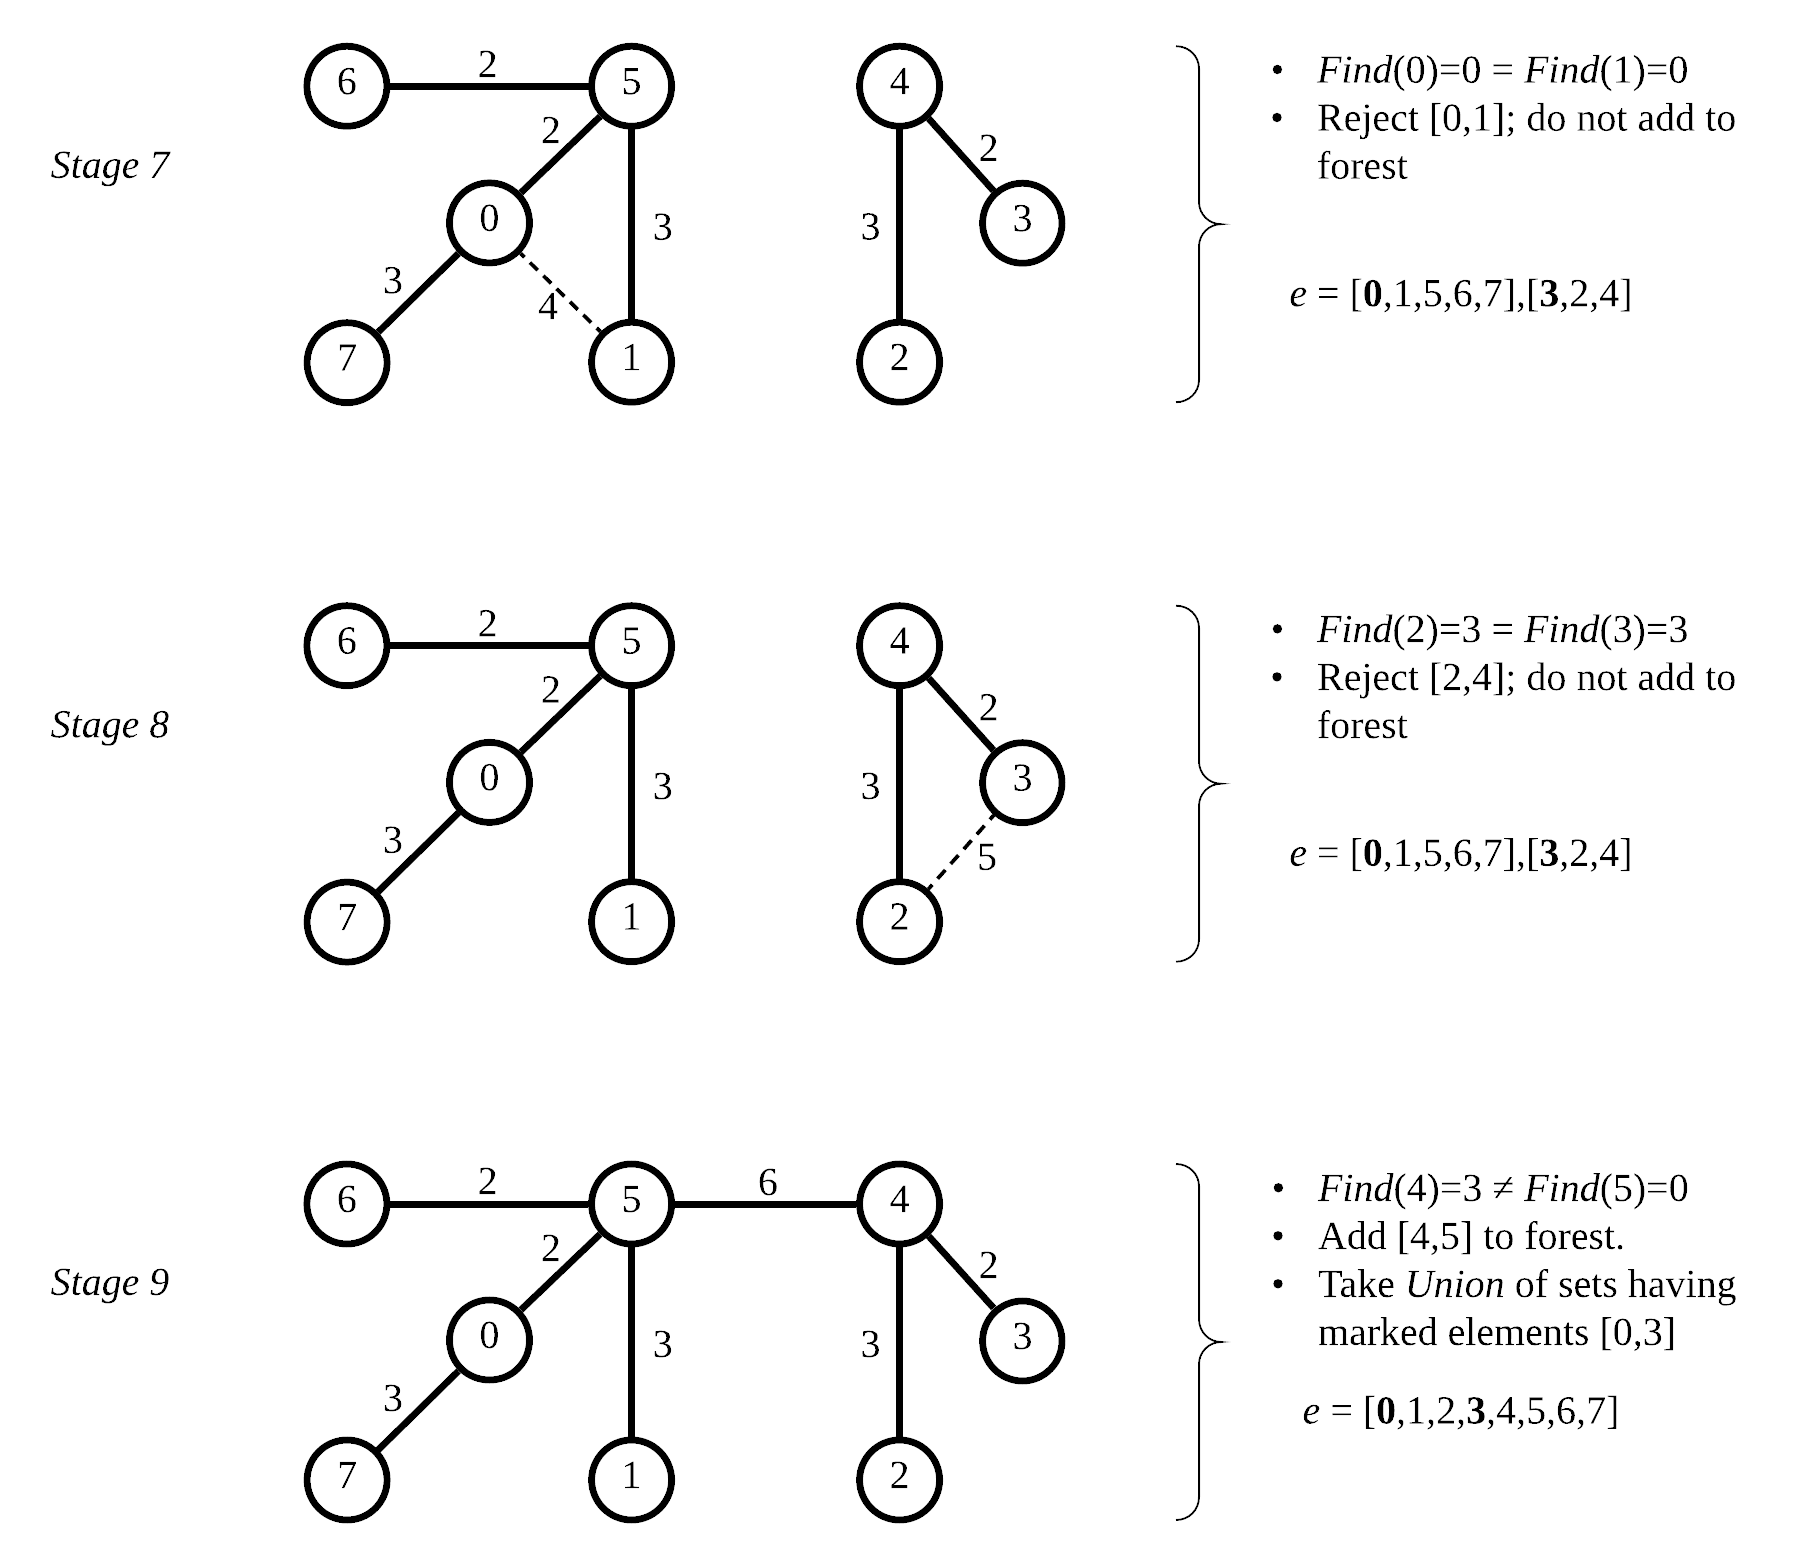 Stage 7
6
2
5
2
0
3
3
4
7
1
4
2
3
3
2
• Find(0)=0 = Find(1)=0
• Reject [0,1]; do not add to
forest
e = [0,1,5,6,7],[3,2,4]
Stage 8
6
2
5
2
0
3
3
7
1
4
2
3
3
5
2
• Find(2)=3 = Find(3)=3
• Reject [2,4]; do not add to
forest
e = [0,1,5,6,7],[3,2,4]
Stage 9
6
2
5
6
4
2
0
3
3
7
1
2
3
3
2
• Find(4)=3 ≠ Find(5)=0
• Add [4,5] to forest.
• Take Union of sets having
marked elements [0,3]
e = [0,1,2,3,4,5,6,7]